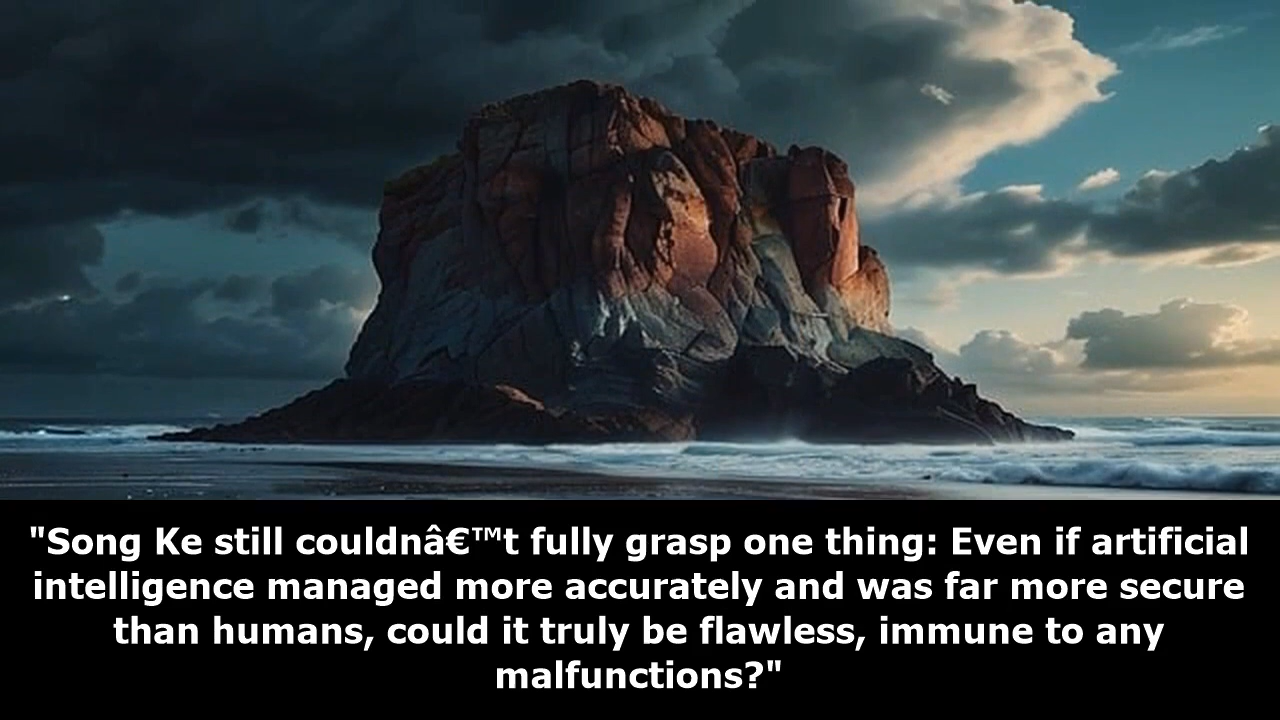 "Song Ke still couldnâ€™t fully grasp one thing: Even if artificial
intelligence managed more accurately and was far more secure
than humans, could it truly be flawless, immune to any
malfunctions?"